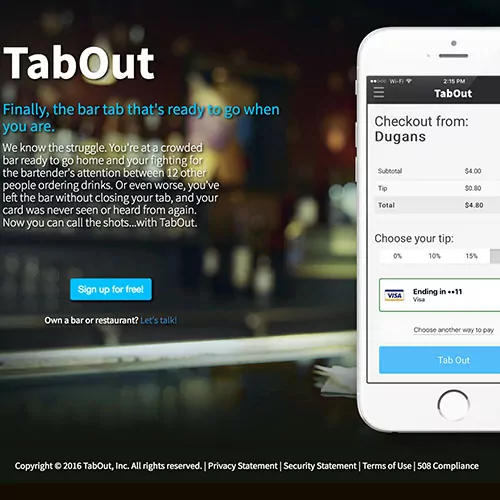 TabOut
Finally, the bar tab that's ready to go when
you are.
We know the struggle. You're at a crowded
bar ready to go home and your fighting for
the bartender's attention between 12 other
people ordering drinks. Or even worse, you've
left the bar without closing your tab, and your
card was never seen or heard from again.
Now you can call the shots...with TabOut.
Sign up for free!
Own a bar or restaurant? Let's talk!
Wi-Fi 2:15 PM
TabOut
Checkout from:
Dugans
Subtotal $4.00
Tip $0.80
Total $4.80
Choose your tip:
0% 10% 15%
VISA Ending in ••11
Visa
Choose another way to pay
Tab Out
Copyright © 2016 TabOut, Inc. All rights reserved. | Privacy Statement | Security Statement | Terms of Use | 508 Compliance